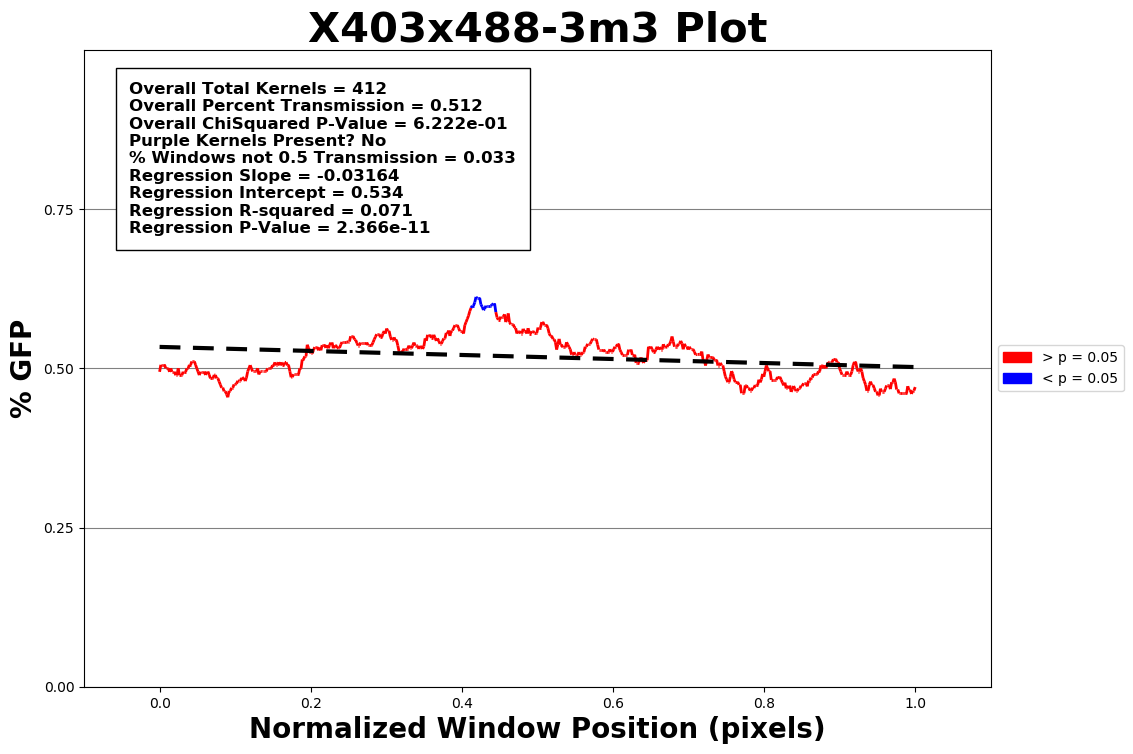 X403x488-3m3 Plot
Overall Total Kernels = 412
Overall Percent Transmission = 0.512
Overall ChiSquared P-Value = 6.222e-01
Purple Kernels Present? No
% Windows not 0.5 Transmission = 0.033
Regression Slope = -0.03164
Regression Intercept = 0.534
Regression R-squared = 0.071
Regression P-Value = 2.366e-11
0.75
0.50
0.25
0.00
% GFP
> p = 0.05
< p = 0.05
0.0 0.2 0.4 0.6 0.8 1.0
Normalized Window Position (pixels)